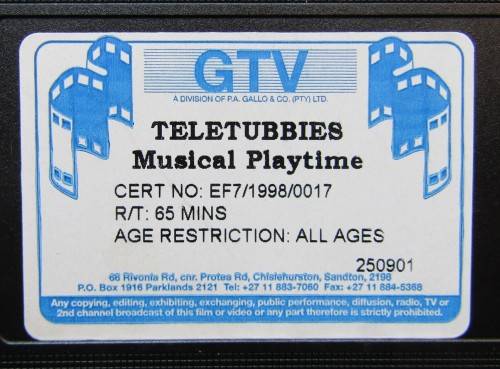 GTV
A DIVISION OF P.A. GALLO & CO. (PTY) LTD.
TELETUBBIES
Musical Playtime
CERT NO: EF7/1998/0017
R/T: 65 MINS
AGE RESTRICTION: ALL AGES
250901
66 Rivonia Rd, cnr. Protea Rd, Chislehurston, Sandton, 2196
P.O. Box 1916 Parklands 2121 Tel: +27 11 883-7060 Fax: +27 11 884-5368
Any copying, editing, exhibiting, exchanging, public performance, diffusion, radio, TV or
2nd channel broadcast of this film or video or any part therefore is strictly prohibited.